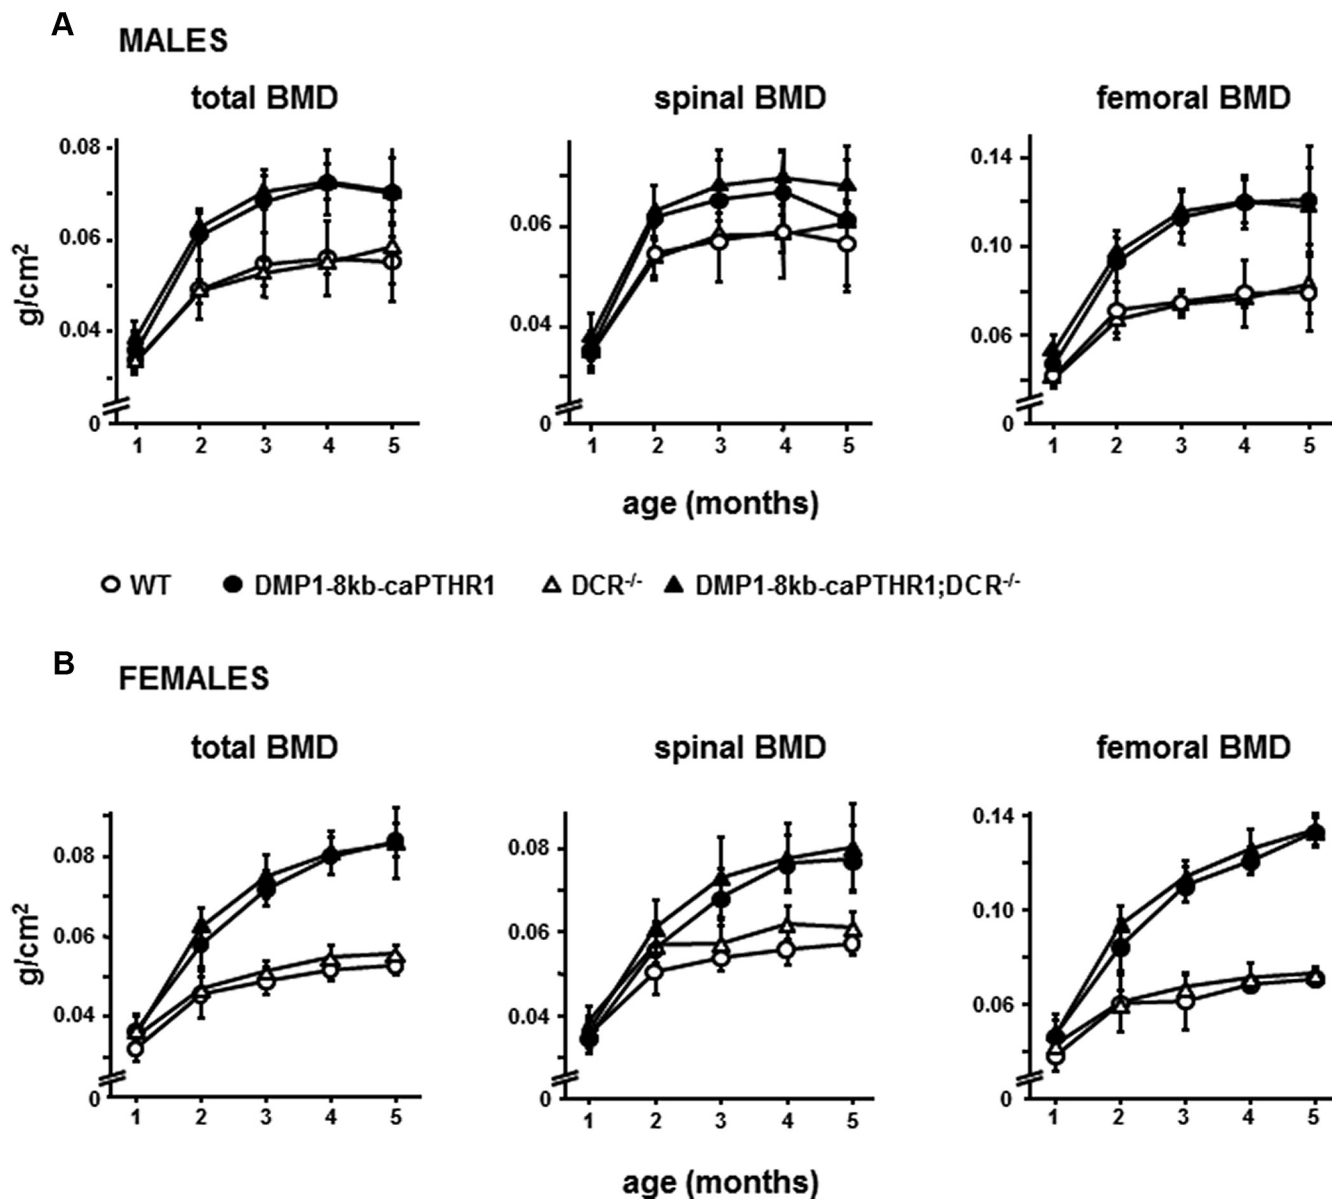 A
MALES
total BMD
spinal BMD
femoral BMD
g/cm²
0.08
0.06
0.04
0
1 2 3 4 5
0.06
0.04
0
1 2 3 4 5
0.14
0.10
0.06
0
1 2 3 4 5
age (months)
WT DMP1-8kb-caPTHR1 DCR-/- DMP1-8kb-caPTHR1;DCR-/-
B
FEMALES
total BMD
spinal BMD
femoral BMD
g/cm²
0.08
0.06
0.04
0
1 2 3 4 5
0.08
0.06
0.04
0
1 2 3 4 5
0.14
0.10
0.06
0
1 2 3 4 5
age (months)